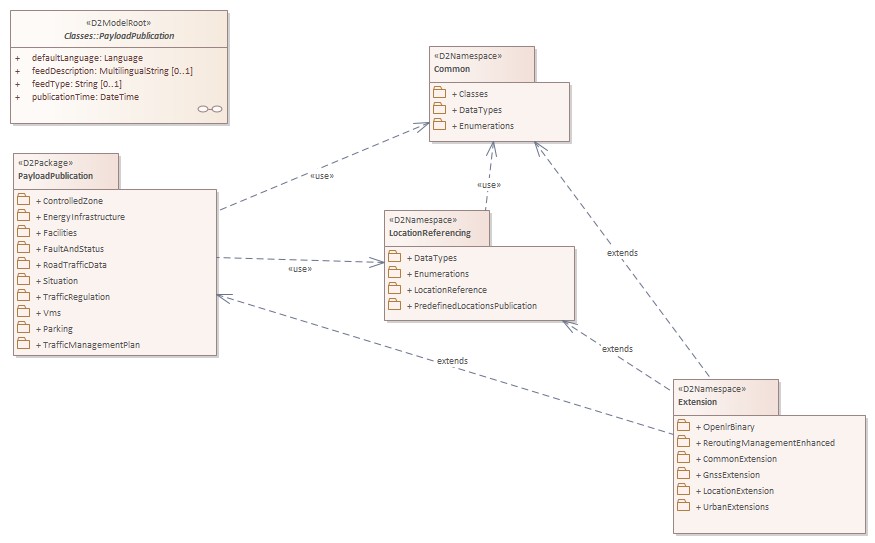 «D2ModelRoot»
Classes::PayloadPublication
+ defaultLanguage: Language
+ feedDescription: MultilingualString [0..1]
+ feedType: String [0..1]
+ publicationTime: DateTime
«D2Namespace»
Common
+ Classes
+ DataTypes
+ Enumerations
«D2Package»
PayloadPublication
+ ControlledZone
+ EnergyInfrastructure
+ Facilities
+ FaultAndStatus
+ RoadTrafficData
+ Situation
+ TrafficRegulation
+ Vms
+ Parking
+ TrafficManagementPlan
«use»
«use»
«use»
«D2Namespace»
LocationReferencing
+ DataTypes
+ Enumerations
+ LocationReference
+ PredefinedLocationsPublication
extends
extends
extends
«D2Namespace»
Extension
+ OpenlrBinary
+ ReroutingManagementEnhanced
+ CommonExtension
+ GnssExtension
+ LocationExtension
+ UrbanExtensions